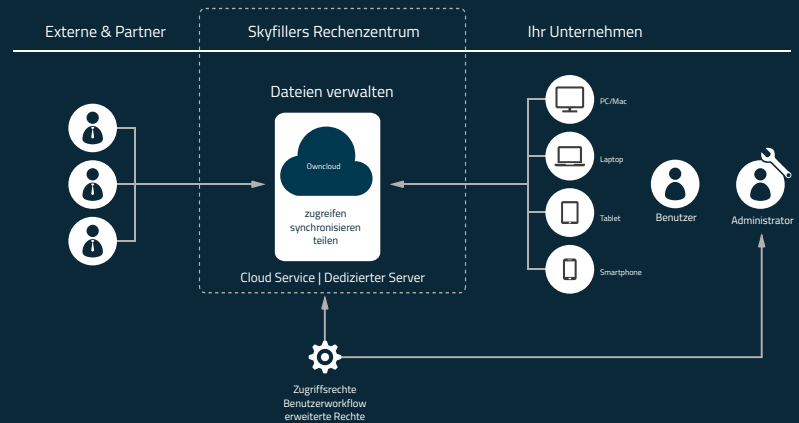 Externe & Partner
Skyfillers Rechenzentrum
Ihr Unternehmen
Dateien verwalten
Owncloud
zugreifen
synchronisieren
teilen
Cloud Service | Dedizierter Server
PC/Mac
Laptop
Tablet
Smartphone
Benutzer
Administrator
Zugriffsrechte
Benutzerworkflow
erweiterte Rechte